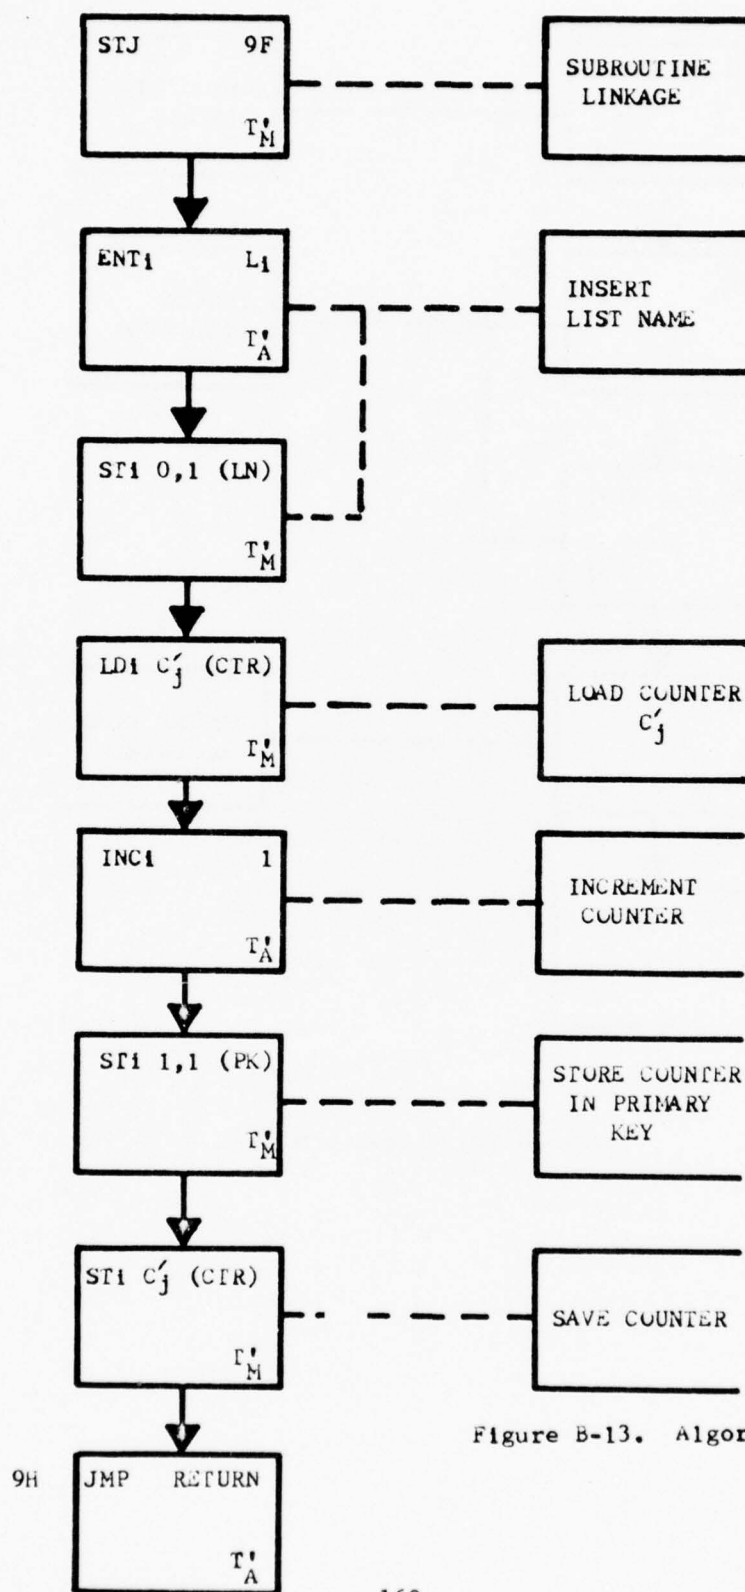 STJ 9F
T'M
SUBROUTINE
LINKAGE
ENTi Li
T'A
INSERT
LIST NAME
STi 0,1 (LN)
T'M
LDi C'j (CTR)
T'M
LOAD COUNTER
C'j
INCi 1
T'A
INCREMENT
COUNTER
STi 1,1 (PK)
T'M
STORE COUNTER
IN PRIMARY
KEY
STi C'j (CTR)
T'M
SAVE COUNTER
Figure B-13. Algor
9H JMP RETURN
T'A